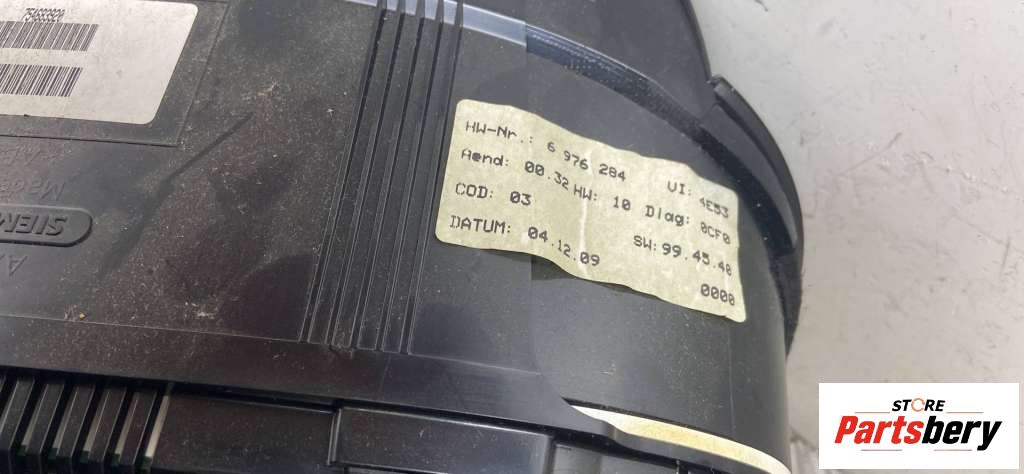 HW-Nr.: 6 976 284 VI: 4E53
Aend: 00.32 HW: 10 Diag: 0CF0
COD: 03 SW: 99.45.40
DATUM: 04.12.09 0000
SIEM
STORE
Partsbery